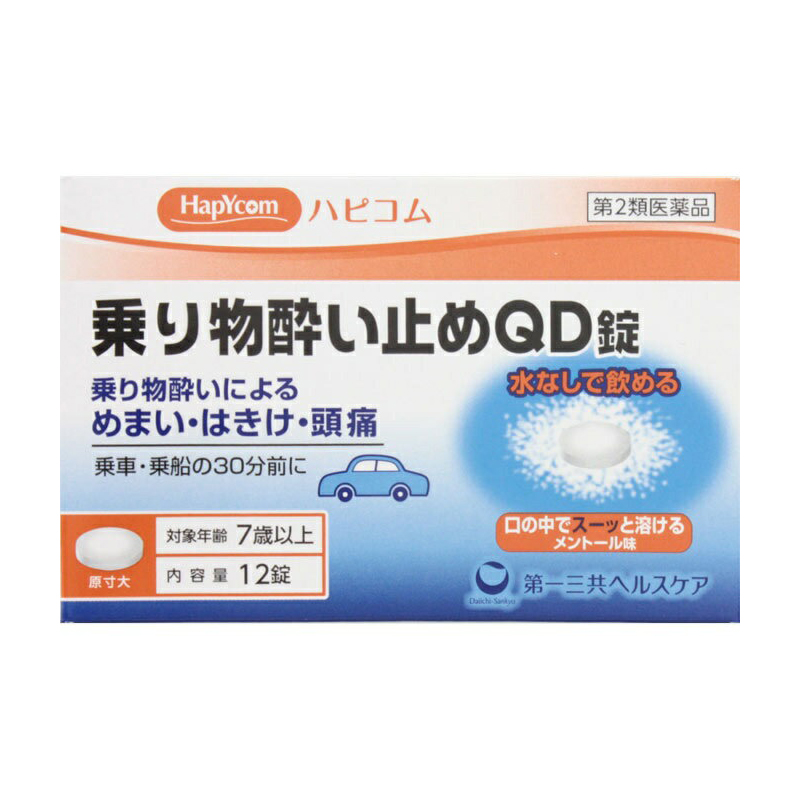 HapYcom ハピコム
第2類医薬品
乗り物酔い止めQD錠
乗り物酔いによる
めまい・はきけ・頭痛
乗車・乗船の30分前に
水なしで飲める
口の中でスーッと溶ける
メントール味
原寸大
対象年齢 7歳以上
内容量 12錠
Daiichi-Sankyo
第一三共ヘルスケア